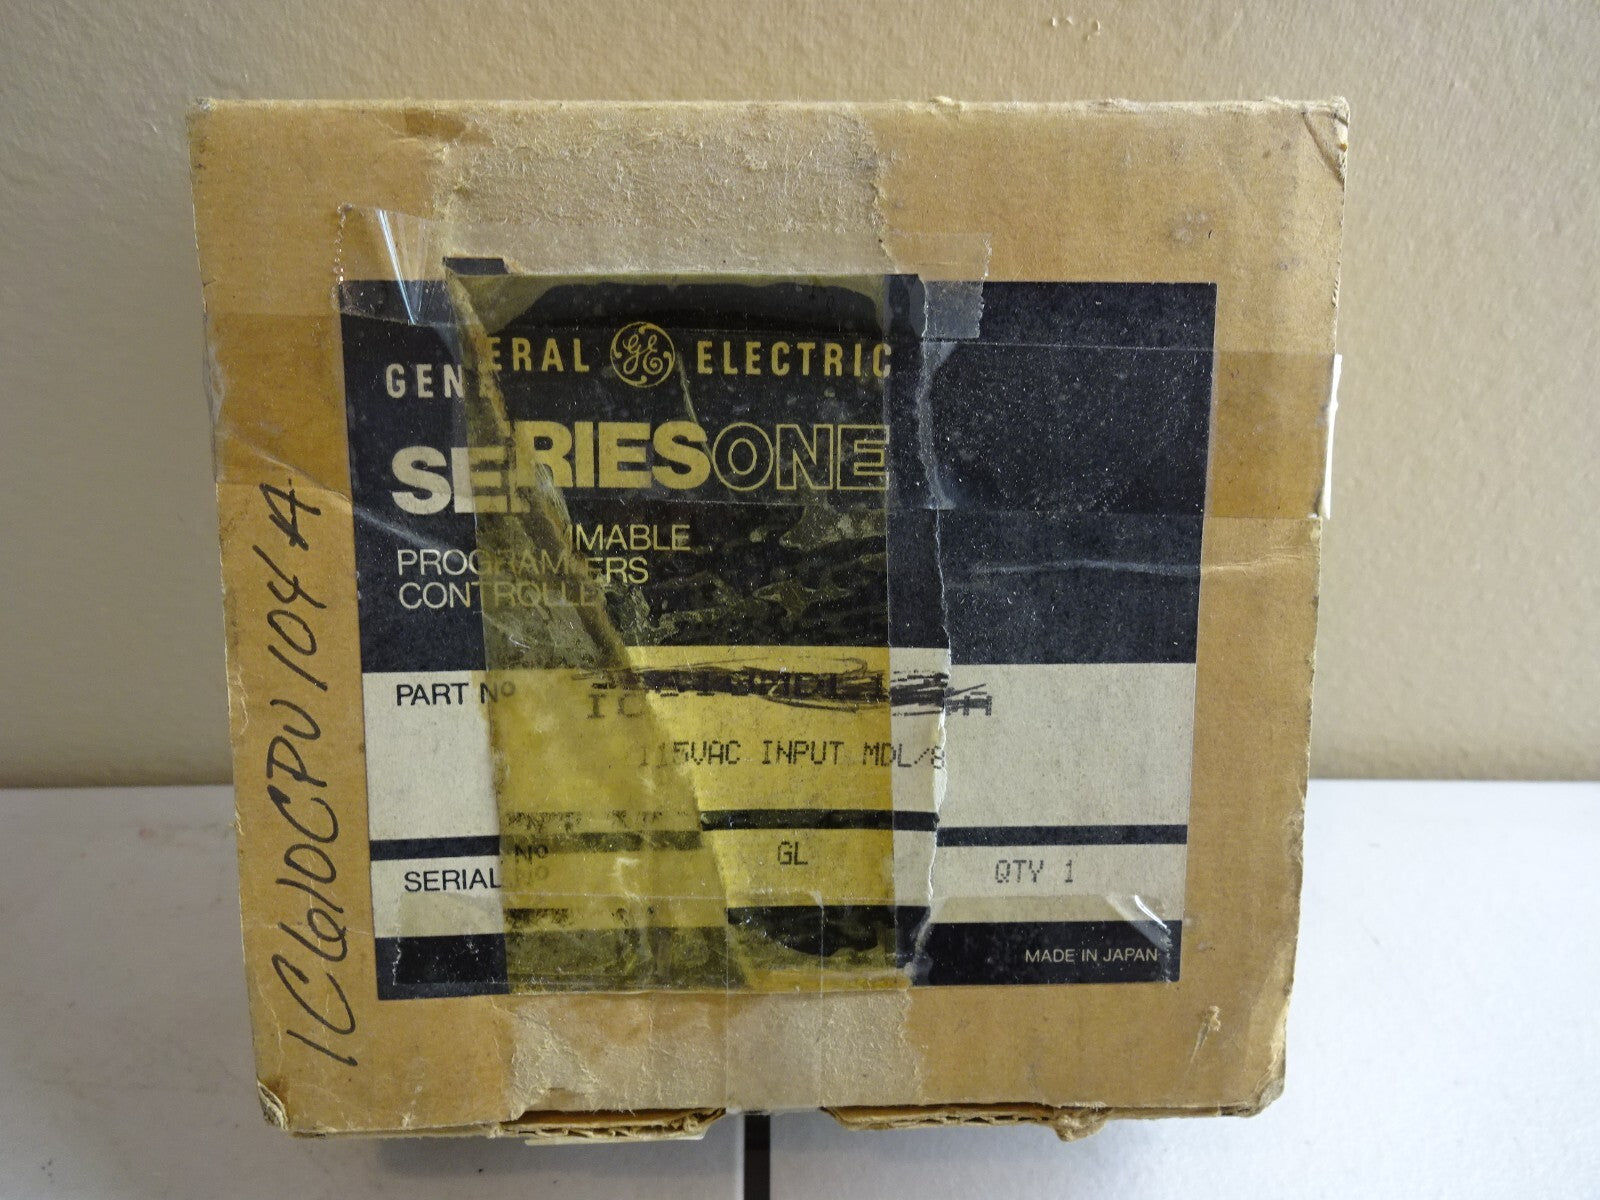 GENERAL GE ELECTRIC
SERIESONE
PROGRAMMABLE
CONTROLLERS
PART Nº
115VAC INPUT MDL/8
SERIAL Nº GL QTY 1
MADE IN JAPAN
IC610CPU104A